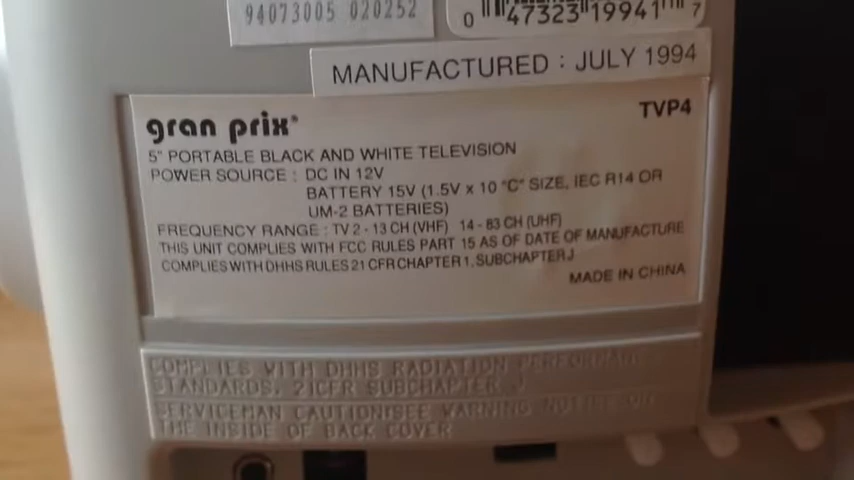 94073005 020252
0 47323 19941 7
MANUFACTURED : JULY 1994
gran prix®
TVP4
5" PORTABLE BLACK AND WHITE TELEVISION
POWER SOURCE : DC IN 12V
BATTERY 15V (1.5V x 10 "C" SIZE, IEC R14 OR
UM-2 BATTERIES)
FREQUENCY RANGE : TV 2 - 13 CH (VHF) 14 - 83 CH (UHF)
THIS UNIT COMPLIES WITH FCC RULES PART 15 AS OF DATE OF MANUFACTURE
COMPLIES WITH DHHS RULES 21 CFR CHAPTER 1, SUBCHAPTER J
MADE IN CHINA
COMPLIES WITH DHHS RADIATION
STANDARDS, 21CFR SUBCHAPTER J
SERVICEMAN CAUTION:SEE WARNING
THE INSIDE OF BACK COVER